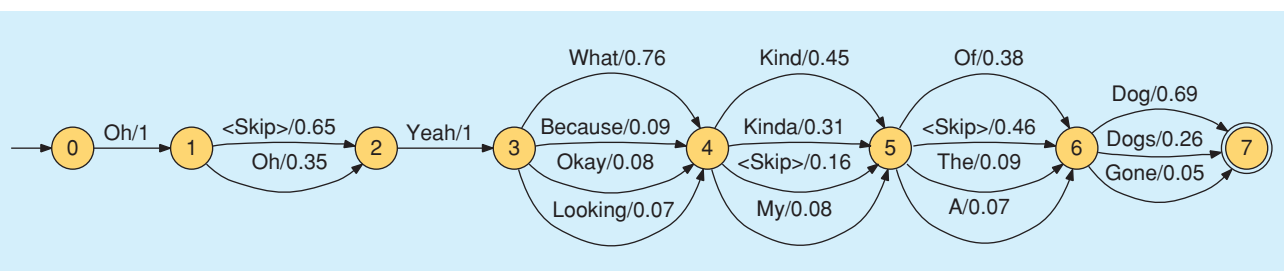 What/0.76 Kind/0.45 Of/0.38
Dog/0.69
Oh/1 <Skip>/0.65 Yeah/1 Because/0.09 Kinda/0.31 <Skip>/0.46 Dogs/0.26
0 1 2 3 4 5 6 7
Oh/0.35 Okay/0.08 <Skip>/0.16 The/0.09 Gone/0.05
Looking/0.07 My/0.08 A/0.07